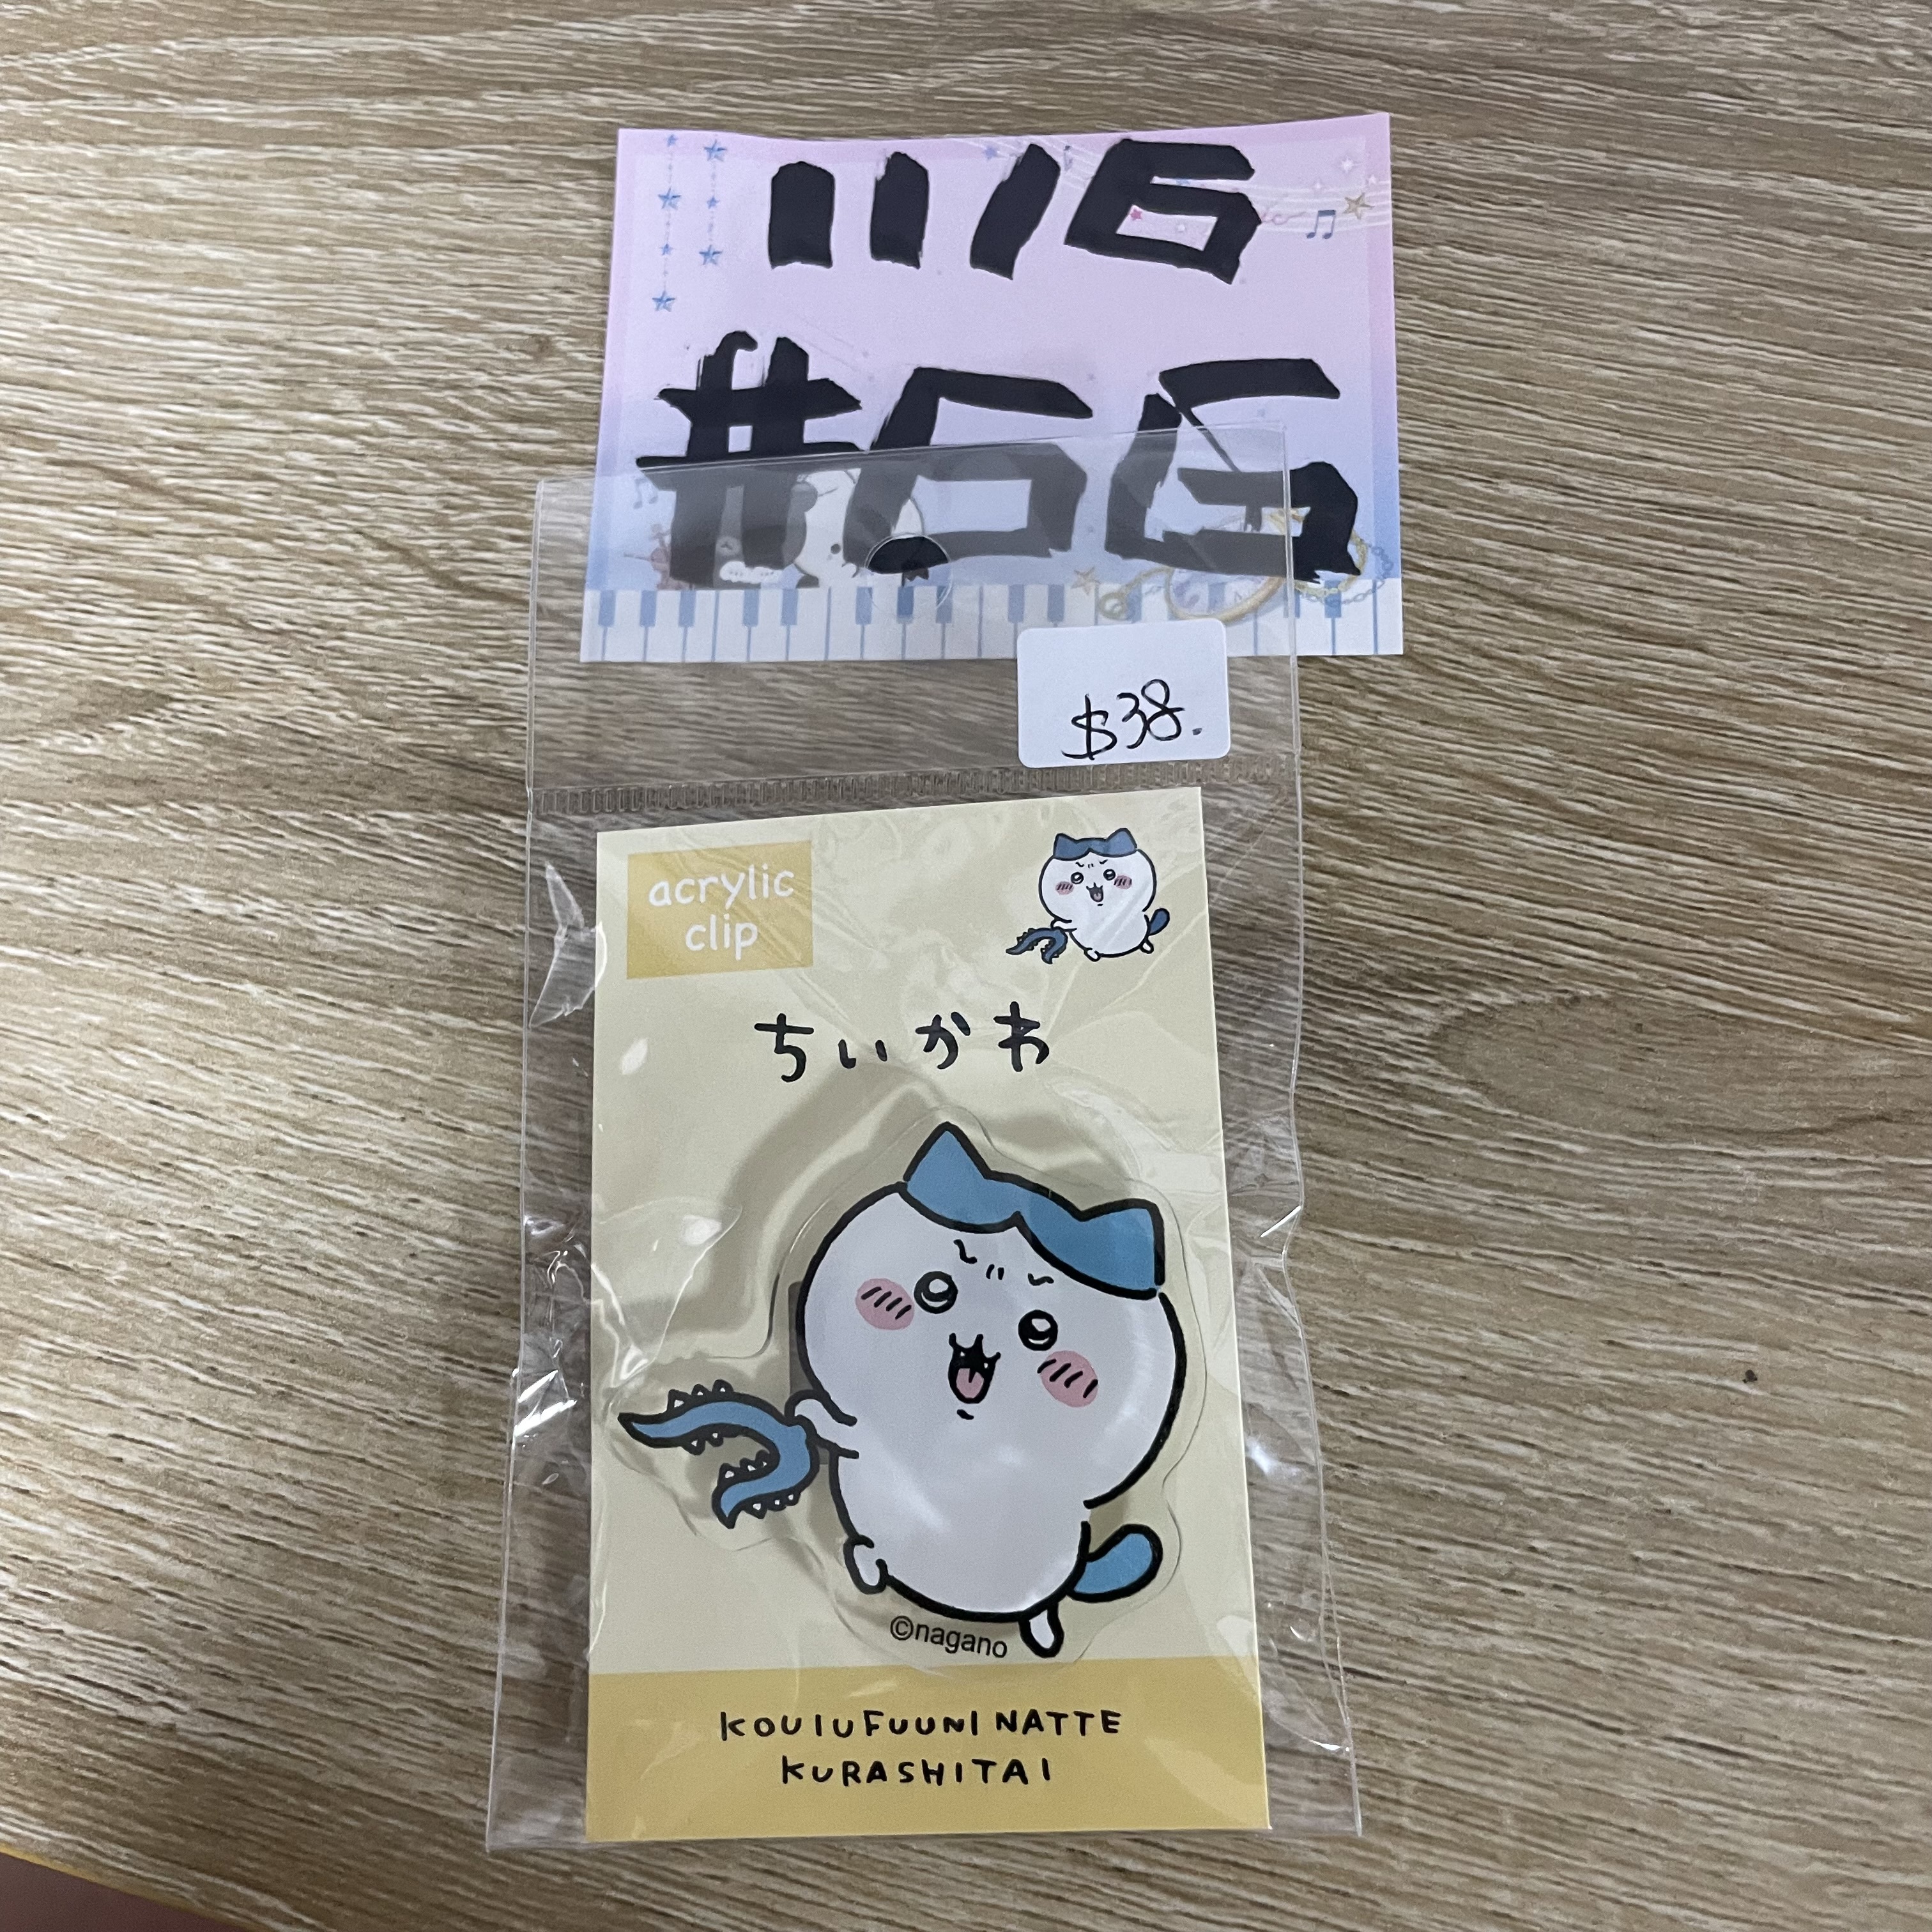 1116
#66
$38.
acrylic
clip
ちいかわ
©nagano
KOUIUFUUNI NATTE
KURASHITAI